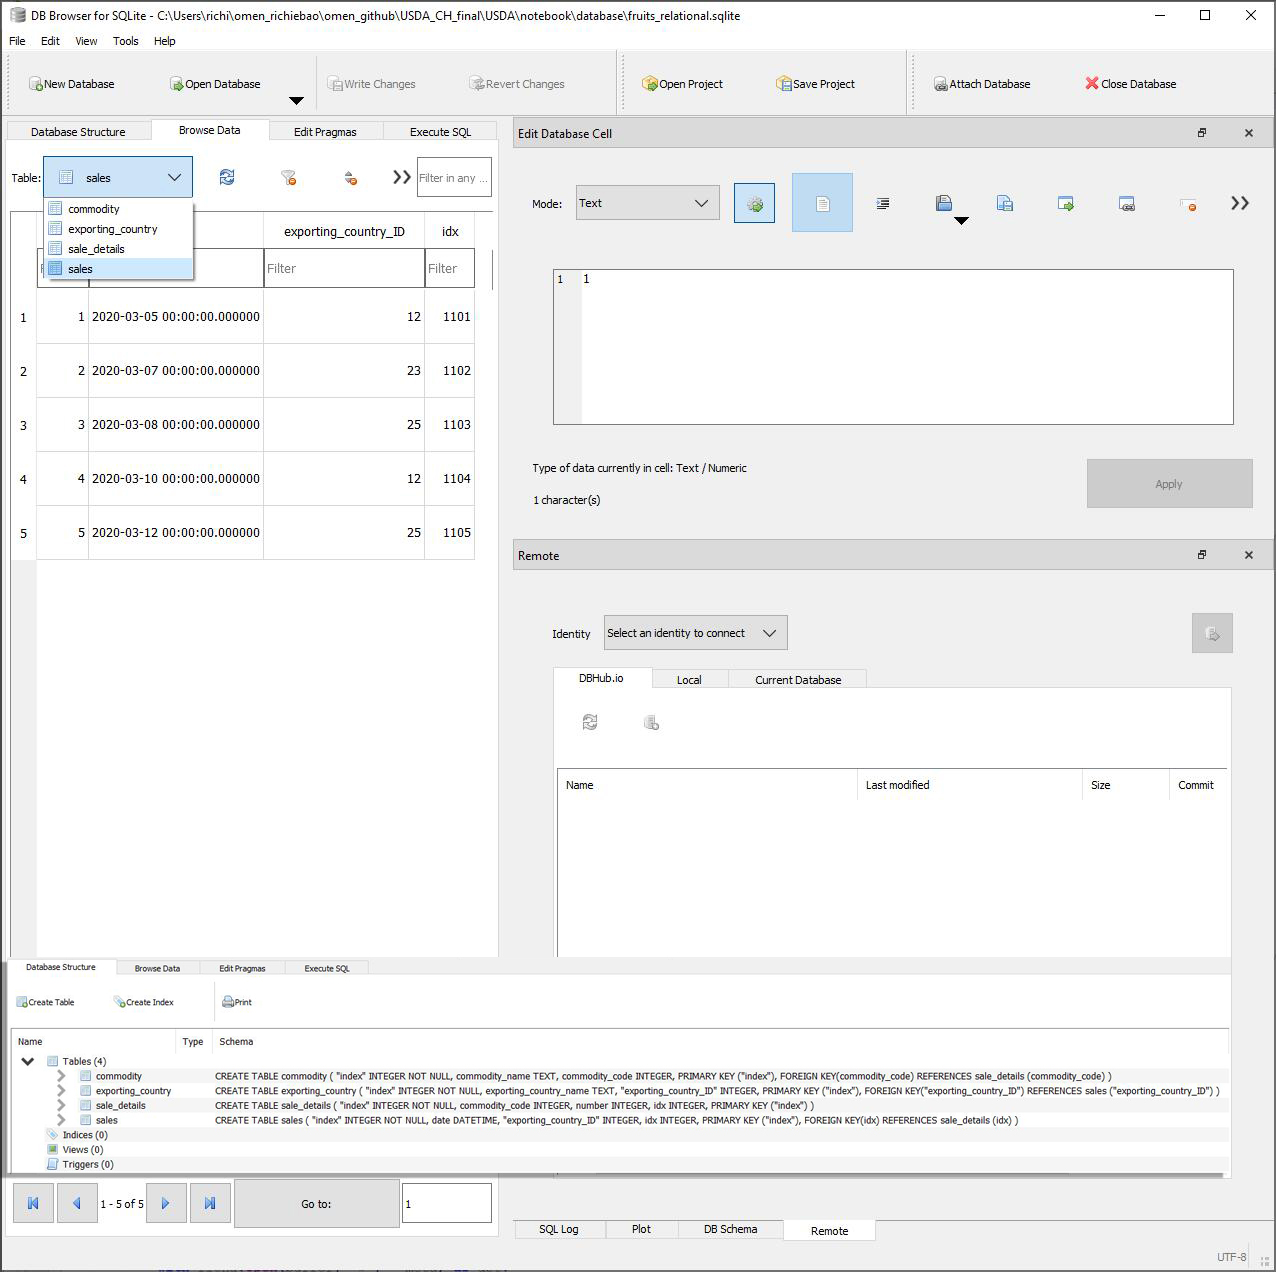 DB Browser for SQLite - C:\Users\richi\omen_richiebao\omen_github\USDA_CH_final\USDA\notebook\database\fruits_relational.sqlite
File Edit View Tools Help
New Database Open Database Write Changes Revert Changes Open Project Save Project Attach Database Close Database
Database Structure Browse Data Edit Pragmas Execute SQL
Table: sales Filter in any ...
commodity
exporting_country
sale_details
sales
exporting_country_ID idx
Filter Filter
1 1 2020-03-05 00:00:00.000000 12 1101
2 2 2020-03-07 00:00:00.000000 23 1102
3 3 2020-03-08 00:00:00.000000 25 1103
4 4 2020-03-10 00:00:00.000000 12 1104
5 5 2020-03-12 00:00:00.000000 25 1105
Edit Database Cell
Mode: Text
1 1
Type of data currently in cell: Text / Numeric
1 character(s)
Apply
Remote
Identity Select an identity to connect
DBHub.io Local Current Database
Name Last modified Size Commit
Database Structure Browse Data Edit Pragmas Execute SQL
Create Table Create Index Print
Name Type Schema
Tables (4)
commodity CREATE TABLE commodity ( "index" INTEGER NOT NULL, commodity_name TEXT, commodity_code INTEGER, PRIMARY KEY ("index"), FOREIGN KEY(commodity_code) REFERENCES sale_details (commodity_code) )
exporting_country CREATE TABLE exporting_country ( "index" INTEGER NOT NULL, exporting_country_name TEXT, "exporting_country_ID" INTEGER, PRIMARY KEY ("index"), FOREIGN KEY("exporting_country_ID") REFERENCES sales ("exporting_country_ID") )
sale_details CREATE TABLE sale_details ( "index" INTEGER NOT NULL, commodity_code INTEGER, number INTEGER, idx INTEGER, PRIMARY KEY ("index") )
sales CREATE TABLE sales ( "index" INTEGER NOT NULL, date DATETIME, "exporting_country_ID" INTEGER, idx INTEGER, PRIMARY KEY ("index"), FOREIGN KEY(idx) REFERENCES sale_details (idx) )
Indices (0)
Views (0)
Triggers (0)
1 - 5 of 5 Go to: 1
SQL Log Plot DB Schema Remote
UTF-8